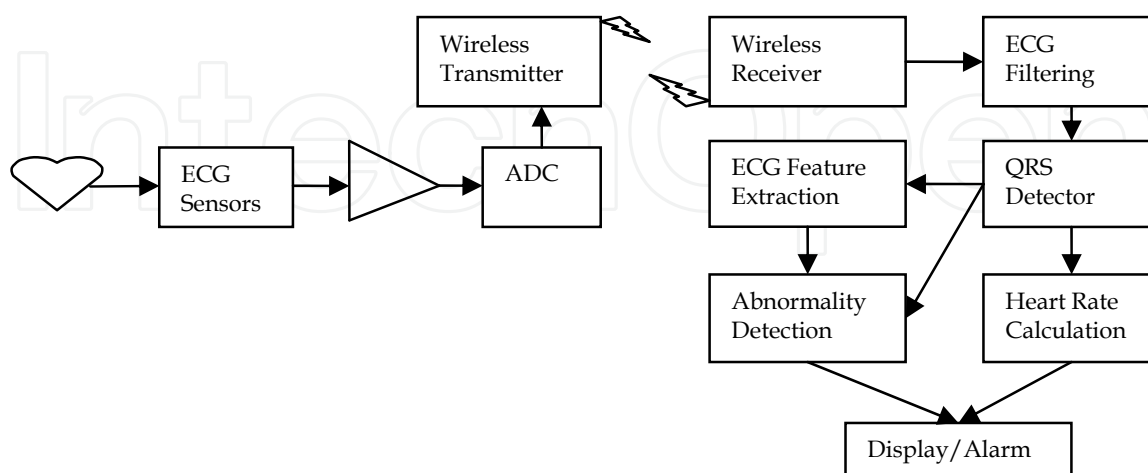 Wireless
Transmitter
Wireless
Receiver
ECG
Filtering
ECG
Sensors
ADC
ECG Feature
Extraction
QRS
Detector
Abnormality
Detection
Heart Rate
Calculation
Display/Alarm
IntechOpen